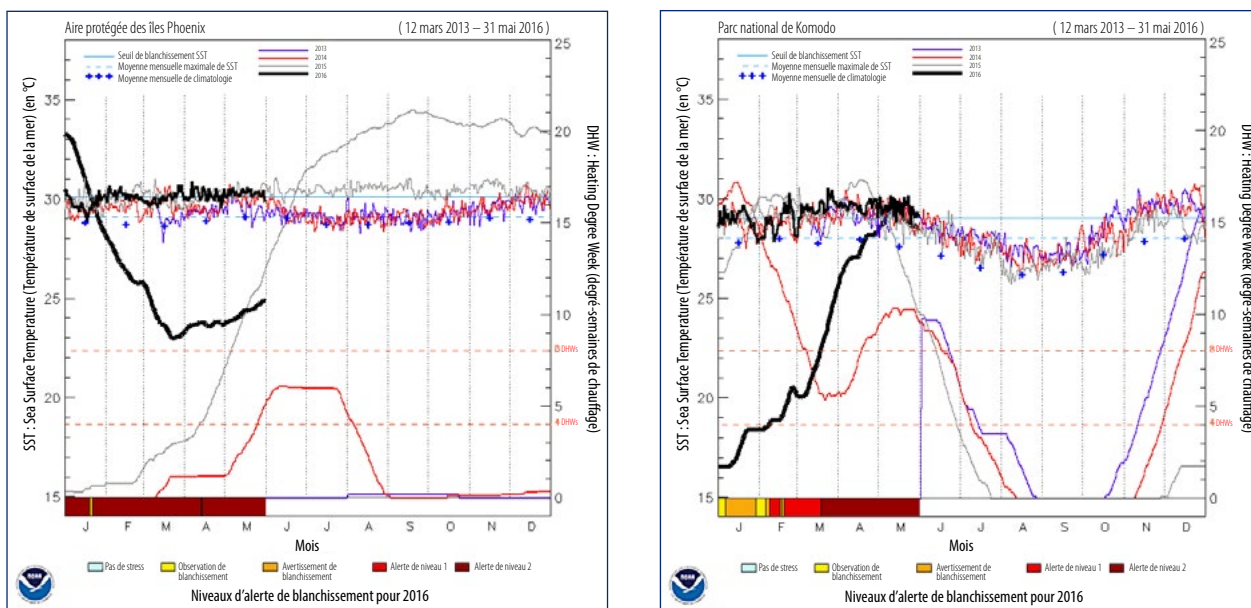 Aire protégée des îles Phoenix
( 12 mars 2013 – 31 mai 2016 )
Seuil de blanchissement SST
Moyenne mensuelle maximale de SST
Moyenne mensuelle de climatologie
2013
2014
2015
2016
35
30
25
20
15
25
20
15
10
5
0
8 DHWs
4 DHWs
SST : Sea Surface Temperature (Température de surface de la mer) (en °C)
DHW : Heating Degree Week (degré-semaines de chauffage)
J F M A M J J A S O N D
Mois
Pas de stress
Observation de blanchissement
Avertissement de blanchissement
Alerte de niveau 1
Alerte de niveau 2
NOAA
Niveaux d'alerte de blanchissement pour 2016
Parc national de Komodo
( 12 mars 2013 – 31 mai 2016 )
Seuil de blanchissement SST
Moyenne mensuelle maximale de SST
Moyenne mensuelle de climatologie
2013
2014
2015
2016
35
30
25
20
15
25
20
15
10
5
0
8 DHWs
4 DHWs
SST : Sea Surface Temperature (Température de surface de la mer) (en °C)
DHW : Heating Degree Week (degré-semaines de chauffage)
J F M A M J J A S O N D
Mois
Pas de stress
Observation de blanchissement
Avertissement de blanchissement
Alerte de niveau 1
Alerte de niveau 2
NOAA
Niveaux d'alerte de blanchissement pour 2016